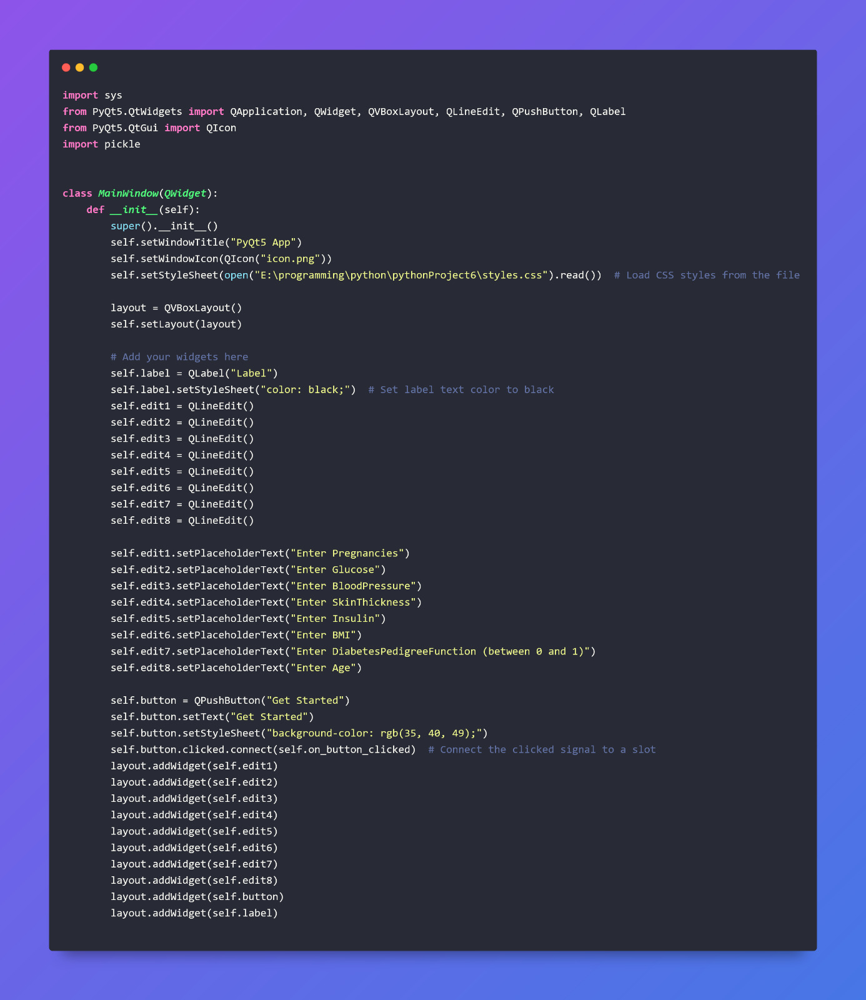 import sys
from PyQt5.QtWidgets import QApplication, QWidget, QVBoxLayout, QLineEdit, QPushButton, QLabel
from PyQt5.QtGui import QIcon
import pickle


class MainWindow(QWidget):
    def __init__(self):
        super().__init__()
        self.setWindowTitle("PyQt5 App")
        self.setWindowIcon(QIcon("icon.png"))
        self.setStyleSheet(open("E:\programming\python\pythonProject6\styles.css").read())  # Load CSS styles from the file

        layout = QVBoxLayout()
        self.setLayout(layout)

        # Add your widgets here
        self.label = QLabel("Label")
        self.label.setStyleSheet("color: black;")  # Set label text color to black
        self.edit1 = QLineEdit()
        self.edit2 = QLineEdit()
        self.edit3 = QLineEdit()
        self.edit4 = QLineEdit()
        self.edit5 = QLineEdit()
        self.edit6 = QLineEdit()
        self.edit7 = QLineEdit()
        self.edit8 = QLineEdit()

        self.edit1.setPlaceholderText("Enter Pregnancies")
        self.edit2.setPlaceholderText("Enter Glucose")
        self.edit3.setPlaceholderText("Enter BloodPressure")
        self.edit4.setPlaceholderText("Enter SkinThickness")
        self.edit5.setPlaceholderText("Enter Insulin")
        self.edit6.setPlaceholderText("Enter BMI")
        self.edit7.setPlaceholderText("Enter DiabetesPedigreeFunction (between 0 and 1)")
        self.edit8.setPlaceholderText("Enter Age")

        self.button = QPushButton("Get Started")
        self.button.setText("Get Started")
        self.button.setStyleSheet("background-color: rgb(35, 40, 49);")
        self.button.clicked.connect(self.on_button_clicked)  # Connect the clicked signal to a slot
        layout.addWidget(self.edit1)
        layout.addWidget(self.edit2)
        layout.addWidget(self.edit3)
        layout.addWidget(self.edit4)
        layout.addWidget(self.edit5)
        layout.addWidget(self.edit6)
        layout.addWidget(self.edit7)
        layout.addWidget(self.edit8)
        layout.addWidget(self.button)
        layout.addWidget(self.label)